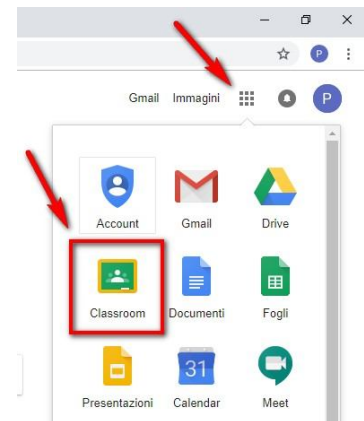 P
Gmail Immagini P
Account Gmail Drive
Classroom Documenti Fogli
31
Presentazioni Calendar Meet